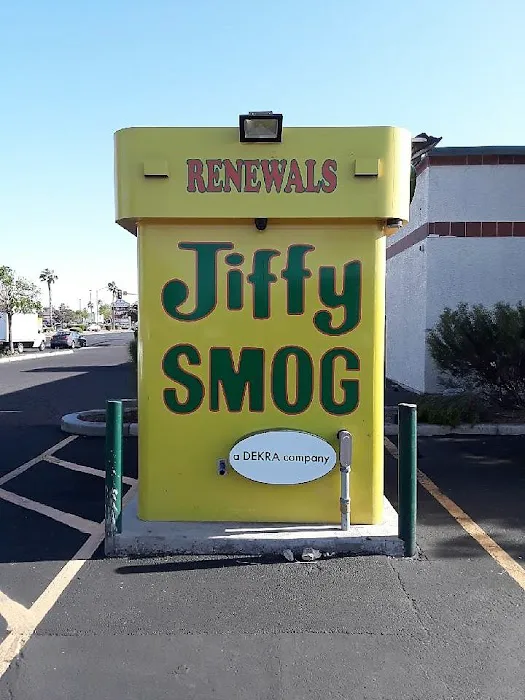 RENEWALS
Jiffy
SMOG
a DEKRA company